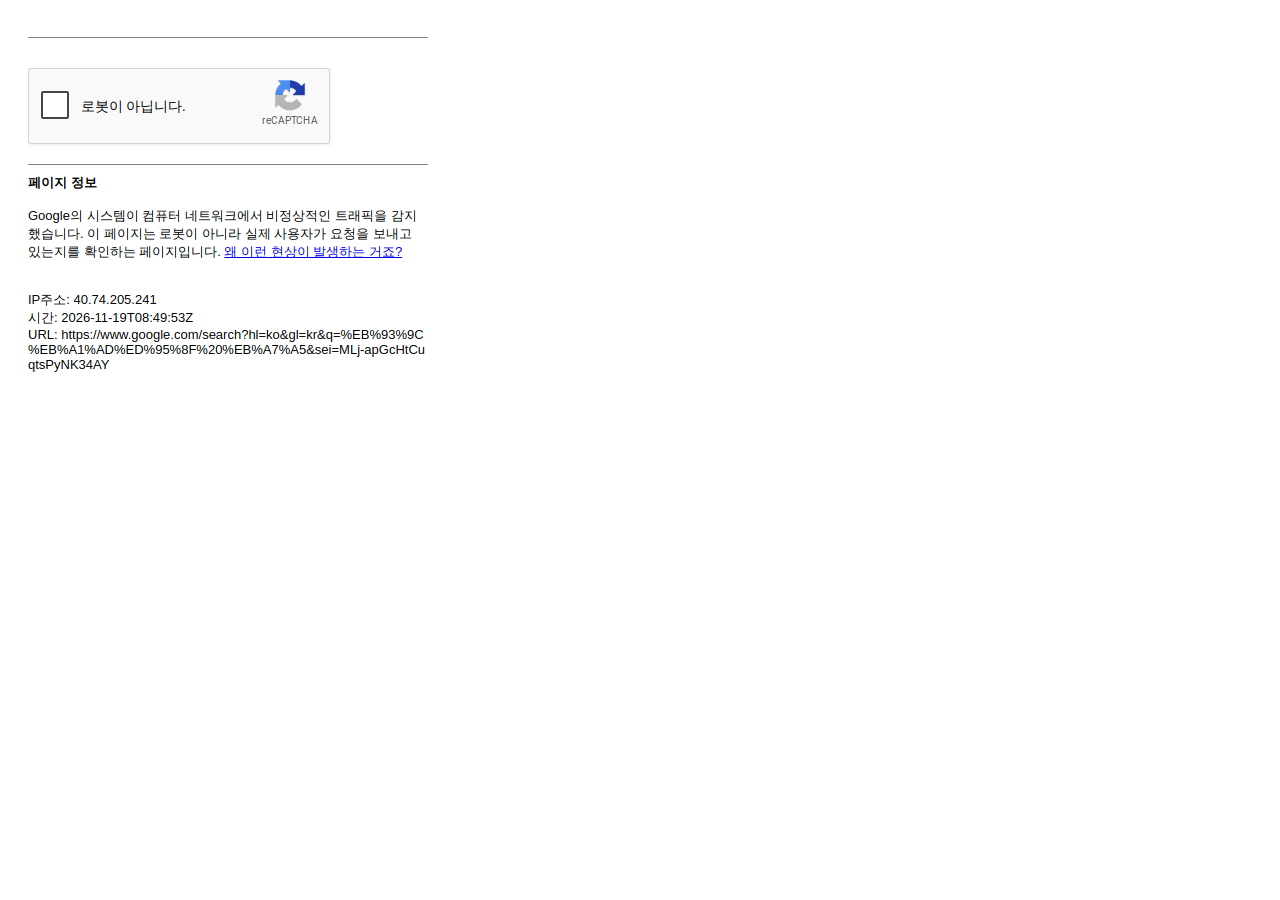 로봇이 아닙니다.
reCAPTCHA
페이지 정보
Google의 시스템이 컴퓨터 네트워크에서 비정상적인 트래픽을 감지
했습니다. 이 페이지는 로봇이 아니라 실제 사용자가 요청을 보내고
있는지를 확인하는 페이지입니다. 왜 이런 현상이 발생하는 거죠?
IP주소: 40.74.205.241
시간: 2026-11-19T08:49:53Z
URL: https://www.google.com/search?hl=ko&gl=kr&q=%EB%93%9C
%EB%A1%AD%ED%95%8F%20%EB%A7%A5&sei=MLj-apGcHtCu
qtsPyNK34AY